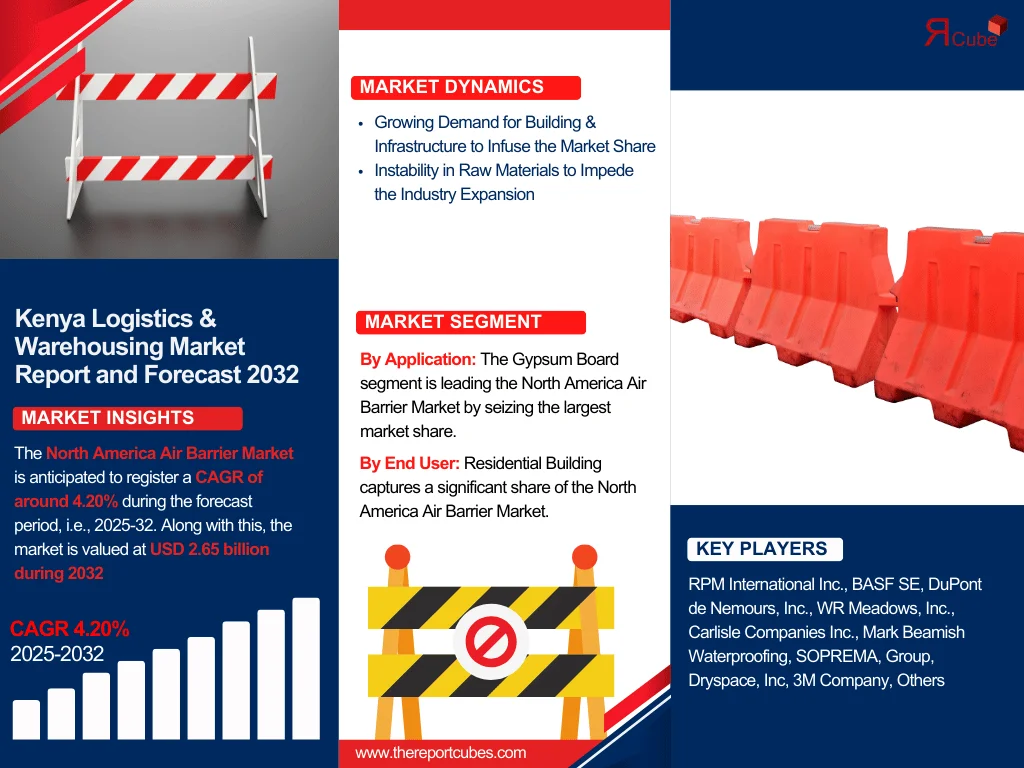 Kenya Logistics &
Warehousing Market
Report and Forecast 2032
MARKET INSIGHTS
The North America Air Barrier Market
is anticipated to register a CAGR of
around 4.20% during the forecast
period, i.e., 2025-32. Along with this, the
market is valued at USD 2.65 billion
during 2032
CAGR 4.20%
2025-2032
MARKET DYNAMICS
• Growing Demand for Building &
Infrastructure to Infuse the Market Share
• Instability in Raw Materials to Impede
the Industry Expansion
MARKET SEGMENT
By Application: The Gypsum Board
segment is leading the North America Air
Barrier Market by seizing the largest
market share.
By End User: Residential Building
captures a significant share of the North
America Air Barrier Market.
www.thereportcubes.com
ЯCube
KEY PLAYERS
RPM International Inc., BASF SE, DuPont
de Nemours, Inc., WR Meadows, Inc.,
Carlisle Companies Inc., Mark Beamish
Waterproofing, SOPREMA, Group,
Dryspace, Inc, 3M Company, Others